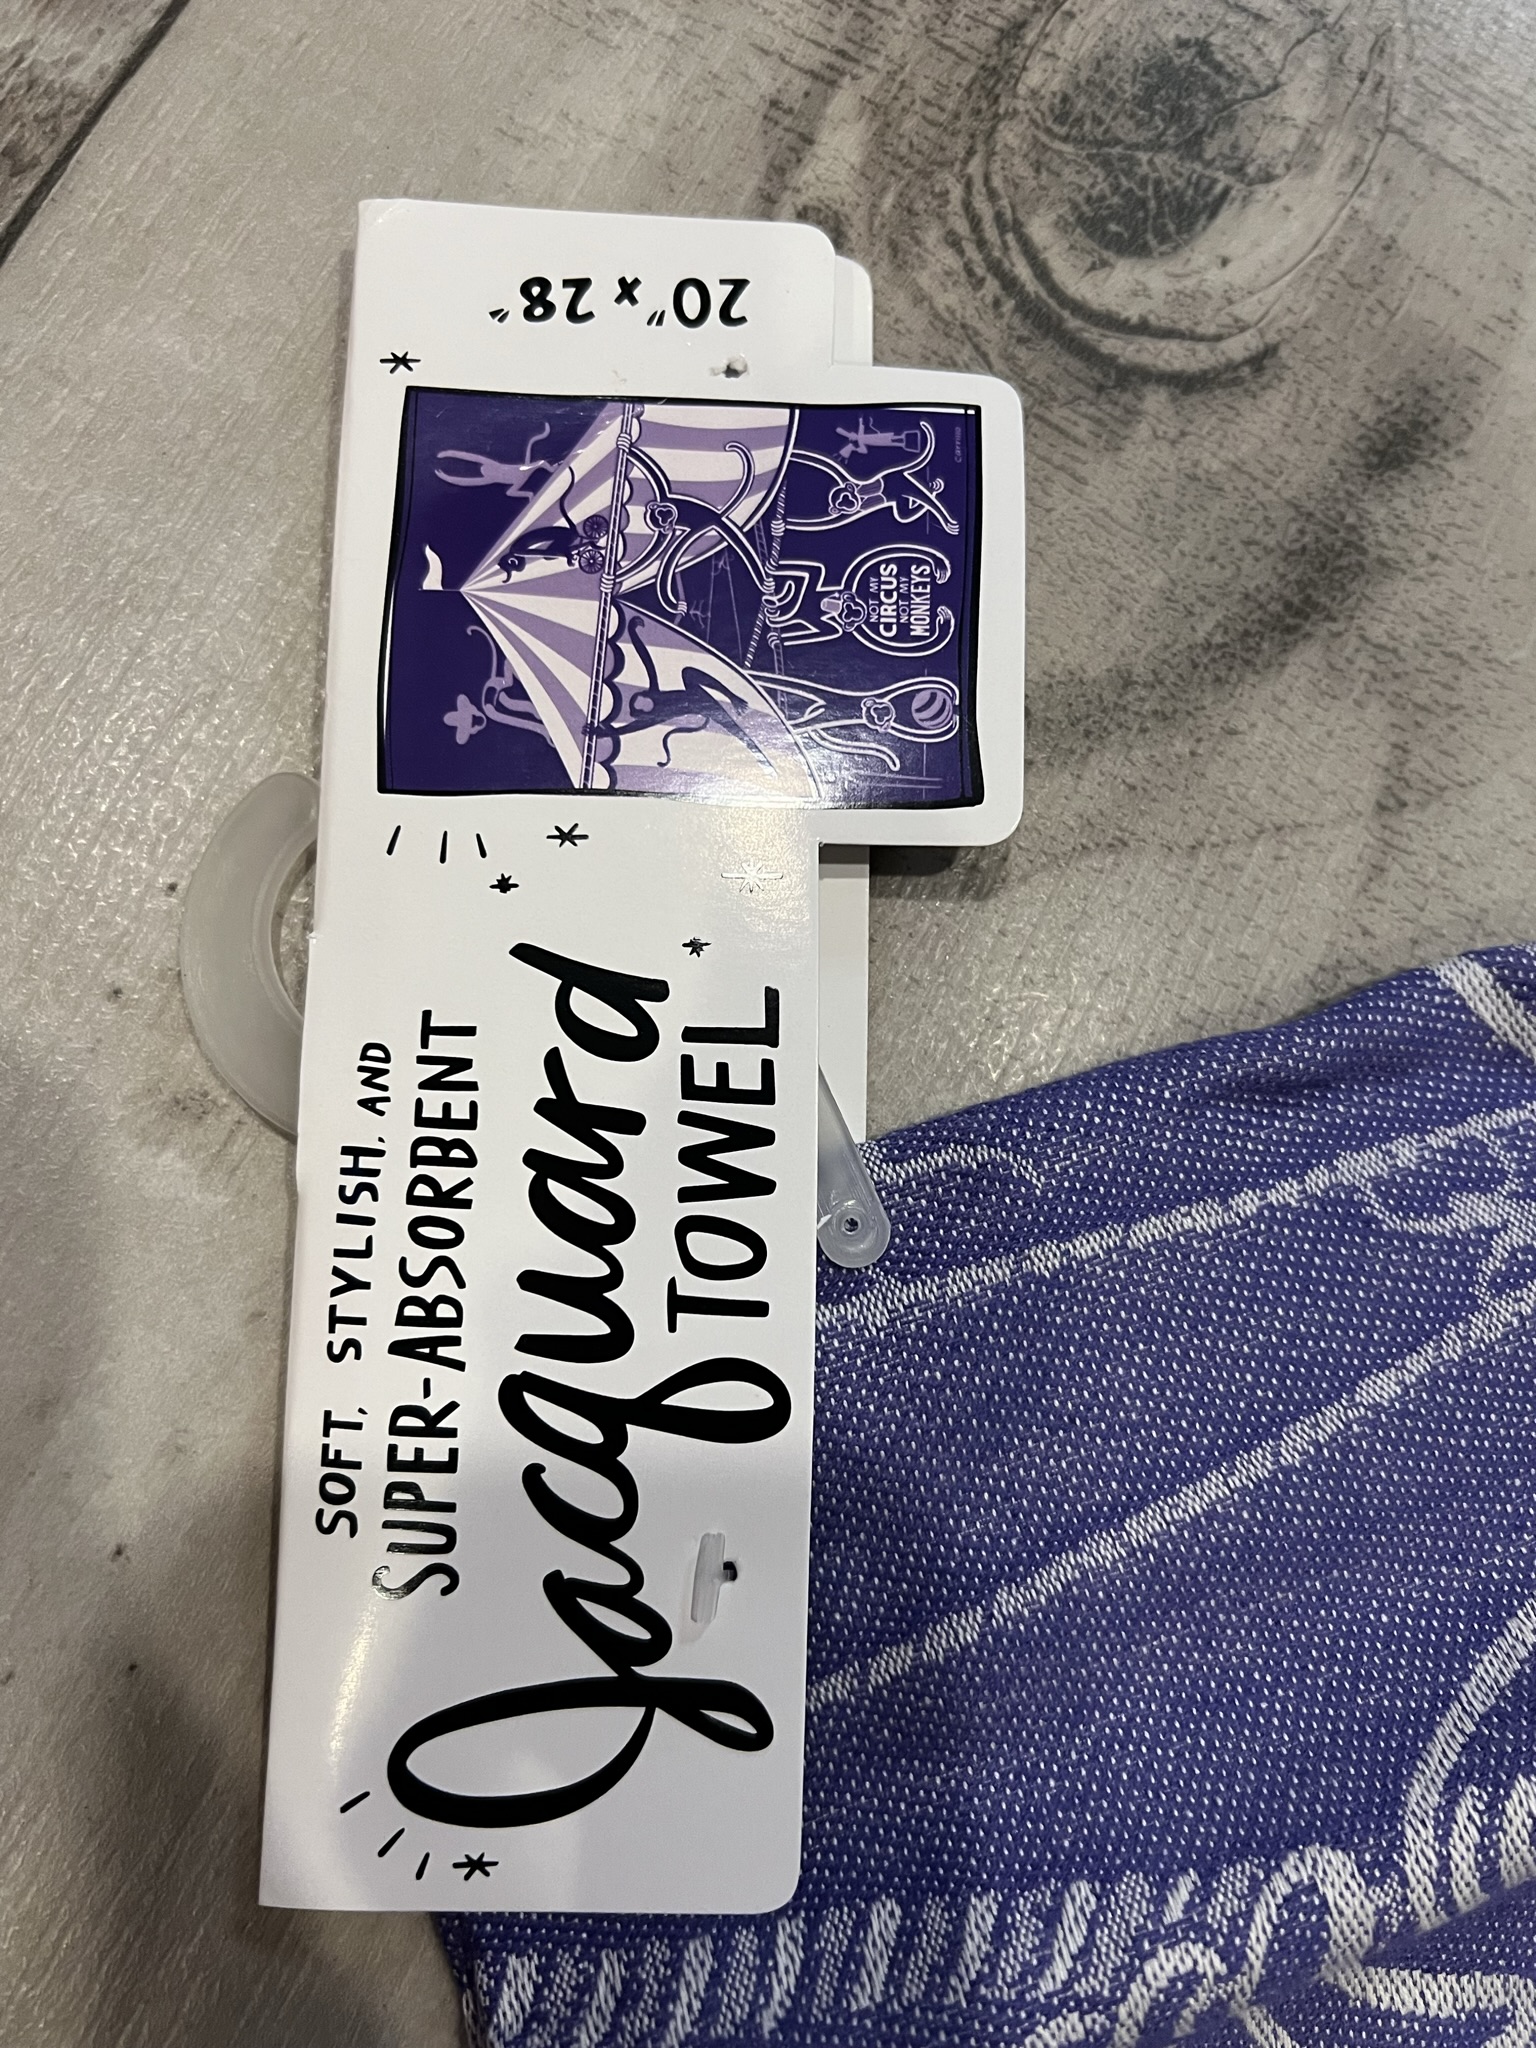 SOFT, STYLISH, AND
SUPER-ABSORBENT
Jacquard
TOWEL
NOT MY
CIRCUS
NOT MY
MONKEYS
20" x 28"